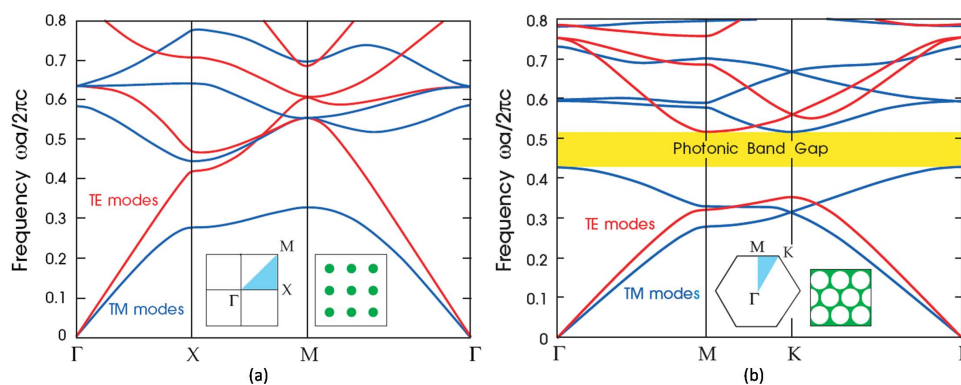 Frequency ωa/2πc
0.8
0.7
0.6
0.5
0.4
0.3
0.2
0.1
0
TE modes
TM modes
M
X
Γ
Γ
X
M
Γ
(a)
Frequency ωa/2πc
0.8
0.7
0.6
0.5
0.4
0.3
0.2
0.1
0
Photonic Band Gap
TE modes
TM modes
M
K
Γ
Γ
M
K
(b)